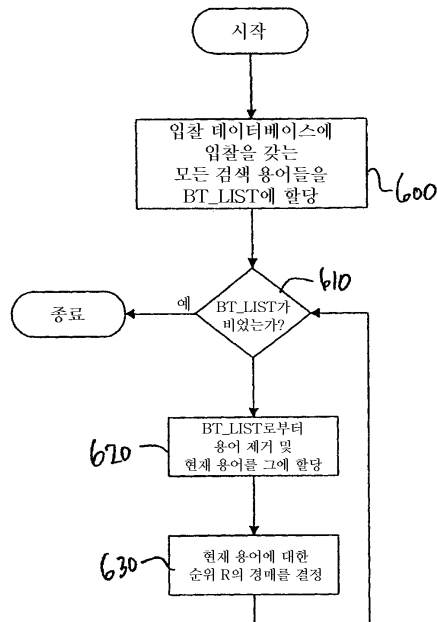 시작
입찰 데이터베이스에
입찰을 갖는
모든 검색 용어들을
BT_LIST에 할당
600
610
BT_LIST가
비었는가?
예
종료
BT_LIST로부터
용어 제거 및
현재 용어를 그에 할당
620
현재 용어에 대한
순위 R의 경매를 결정
630